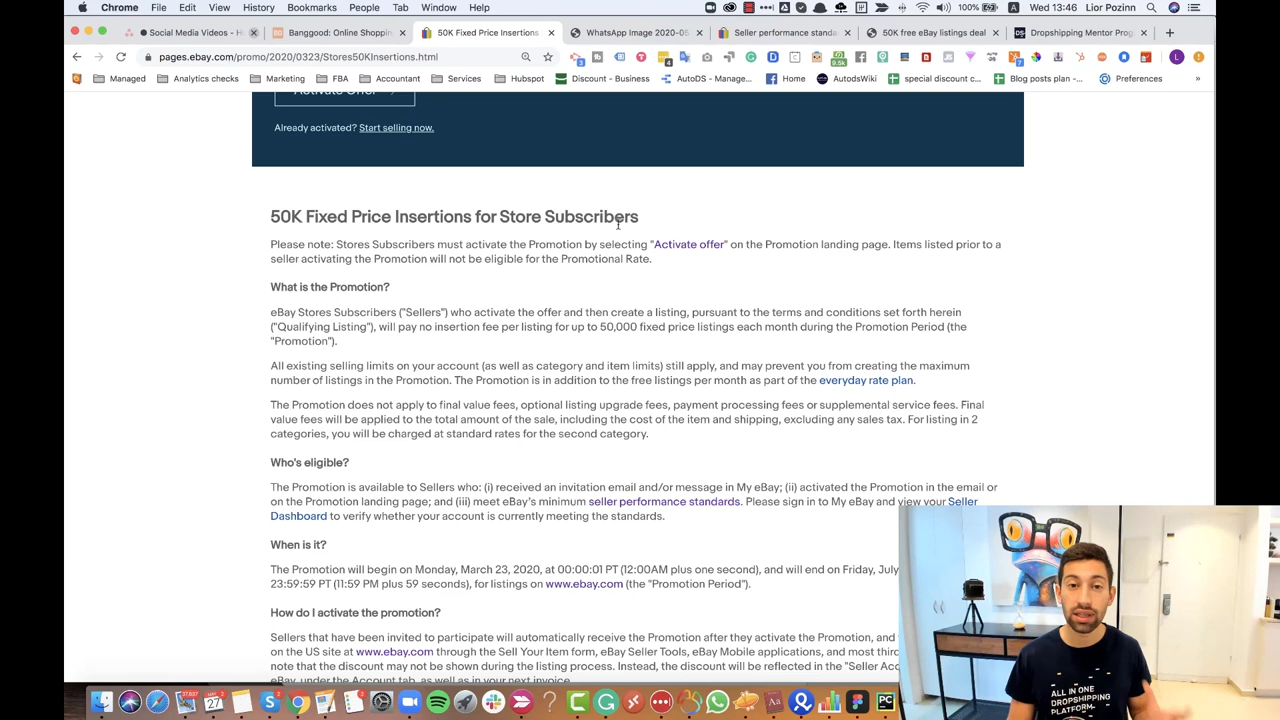 Chrome File Edit View History Bookmarks People Tab Window Help 100% Wed 13:46 Lior Pozinn
Social Media Videos - H Banggood: Online Shoppin 50K Fixed Price Insertions WhatsApp Image 2020-05 Seller performance standa 50K free eBay listings deal Dropshipping Mentor Prog
pages.ebay.com/promo/2020/0323/Stores50KInsertions.html
Managed Analytics checks Marketing FBA Accountant Services Hubspot Discount - Business AutoDS - Manage... Home AutodsWiki special discount c... Blog posts plan -... Preferences »
Activate Offer
Already activated? Start selling now.
50K Fixed Price Insertions for Store Subscribers
Please note: Stores Subscribers must activate the Promotion by selecting "Activate offer" on the Promotion landing page. Items listed prior to a
seller activating the Promotion will not be eligible for the Promotional Rate.
What is the Promotion?
eBay Stores Subscribers ("Sellers") who activate the offer and then create a listing, pursuant to the terms and conditions set forth herein
("Qualifying Listing"), will pay no insertion fee per listing for up to 50,000 fixed price listings each month during the Promotion Period (the
"Promotion").
All existing selling limits on your account (as well as category and item limits) still apply, and may prevent you from creating the maximum
number of listings in the Promotion. The Promotion is in addition to the free listings per month as part of the everyday rate plan.
The Promotion does not apply to final value fees, optional listing upgrade fees, payment processing fees or supplemental service fees. Final
value fees will be applied to the total amount of the sale, including the cost of the item and shipping, excluding any sales tax. For listing in 2
categories, you will be charged at standard rates for the second category.
Who's eligible?
The Promotion is available to Sellers who: (i) received an invitation email and/or message in My eBay; (ii) activated the Promotion in the email or
on the Promotion landing page; and (iii) meet eBay's minimum seller performance standards. Please sign in to My eBay and view your Seller
Dashboard to verify whether your account is currently meeting the standards.
When is it?
The Promotion will begin on Monday, March 23, 2020, at 00:00:01 PT (12:00AM plus one second), and will end on Friday, July
23:59:59 PT (11:59 PM plus 59 seconds), for listings on www.ebay.com (the "Promotion Period").
How do I activate the promotion?
Sellers that have been invited to participate will automatically receive the Promotion after they activate the Promotion, and
on the US site at www.ebay.com through the Sell Your Item form, eBay Seller Tools, eBay Mobile applications, and most thir
note that the discount may not be shown during the listing process. Instead, the discount will be reflected in the "Seller Acc
eBay, under the Account tab, as well as in your next invoice.
ALL IN ONE
DROPSHIPPING
PLATFORM.